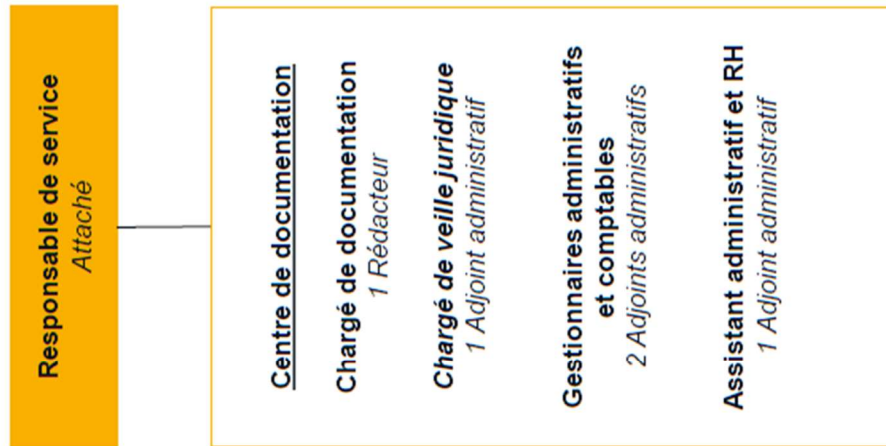 Responsable de service
Attaché
Centre de documentation
Chargé de documentation
1 Rédacteur
Chargé de veille juridique
1 Adjoint administratif
Gestionnaires administratifs
et comptables
2 Adjoints administratifs
Assistant administratif et RH
1 Adjoint administratif